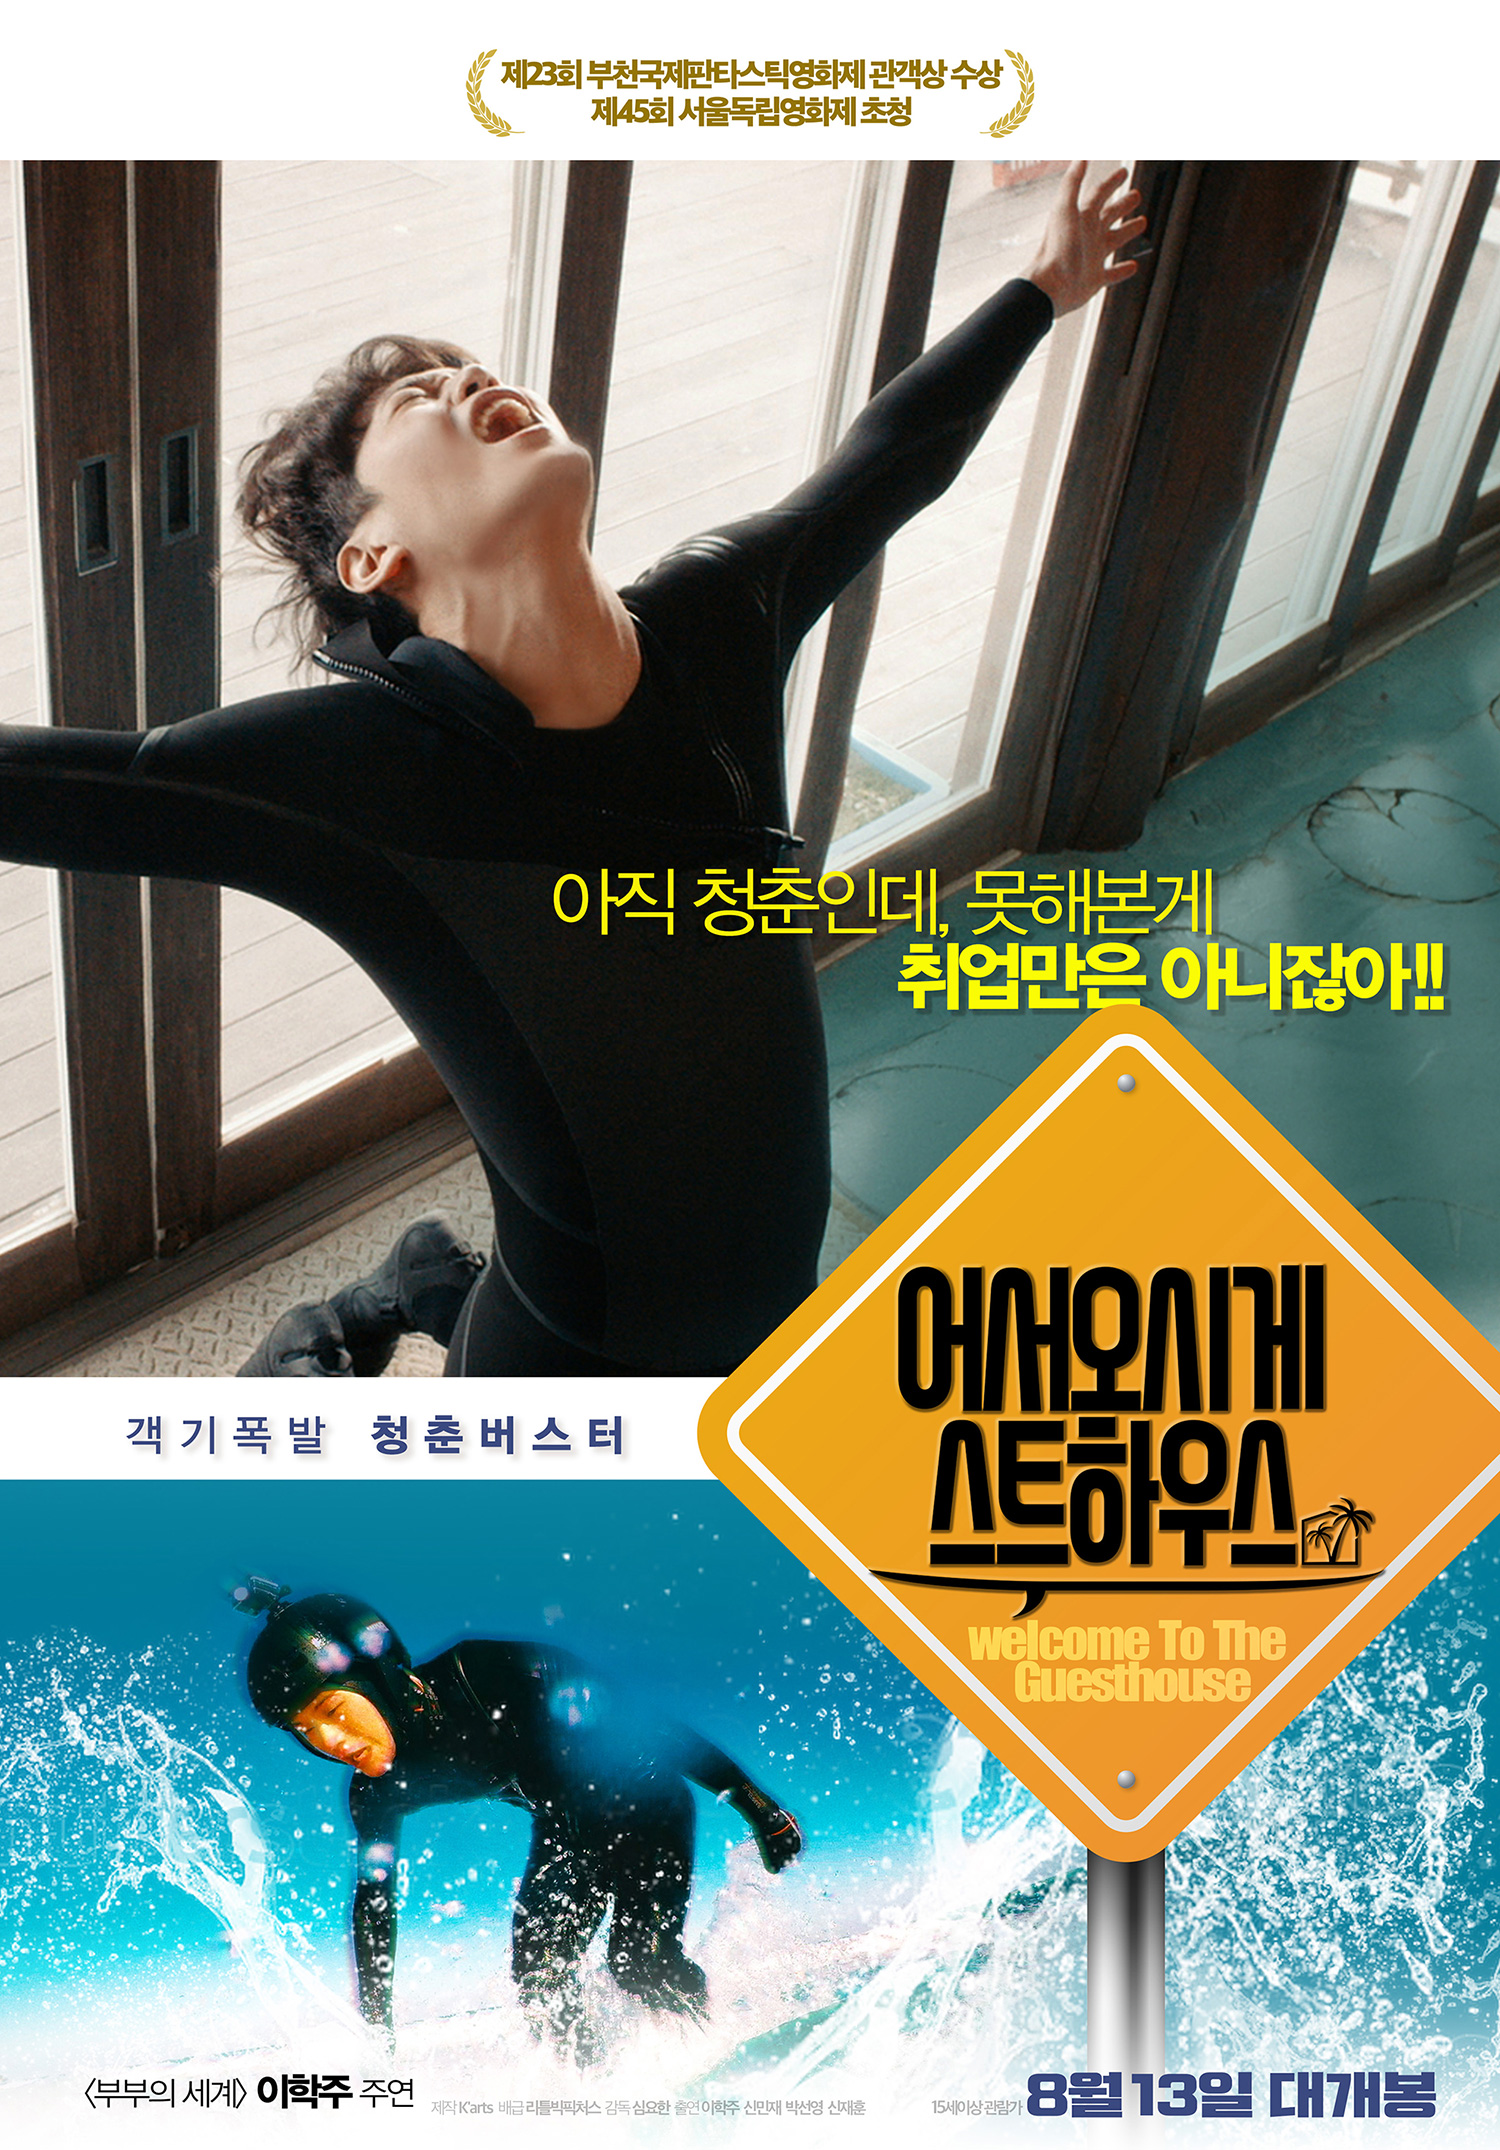 제23회 부천국제판타스틱영화제 관객상 수상
제45회 서울독립영화제 초청
아직 청춘인데, 못해본게
취업만은 아니잖아!!
어서오시게
스트하우스
welcome To The
Guesthouse
객기폭발 청춘버스터
<부부의 세계> 이학주 주연
제작 K'arts 배급 리틀빅픽처스 감독 심요한 출연 이학주 신민재 박선영 신재훈
15세이상 관람가
8월 13일 대개봉